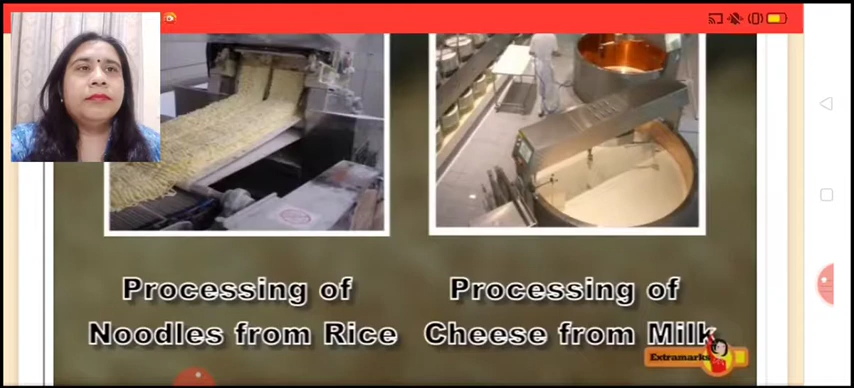 Processing of
Noodles from Rice
Processing of
Cheese from Milk
Extramarks